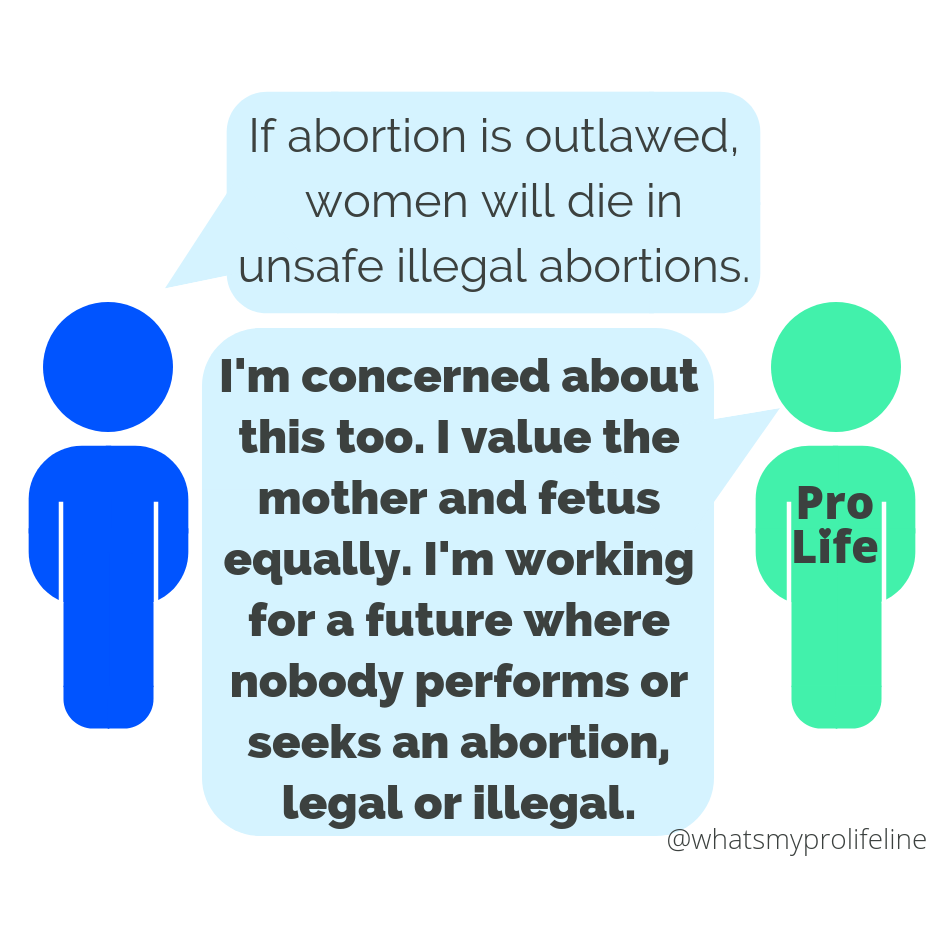 If abortion is outlawed,
women will die in
unsafe illegal abortions.
I'm concerned about
this too. I value the
mother and fetus
equally. I'm working
for a future where
nobody performs or
seeks an abortion,
legal or illegal.
Pro
Life
@whatsmyprolifeline